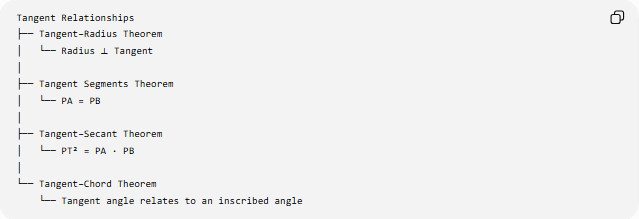 Tangent Relationships
├── Tangent–Radius Theorem
│   └── Radius ⟂ Tangent
│
├── Tangent Segments Theorem
│   └── PA = PB
│
├── Tangent–Secant Theorem
│   └── PT² = PA · PB
│
└── Tangent–Chord Theorem
    └── Tangent angle relates to an inscribed angle